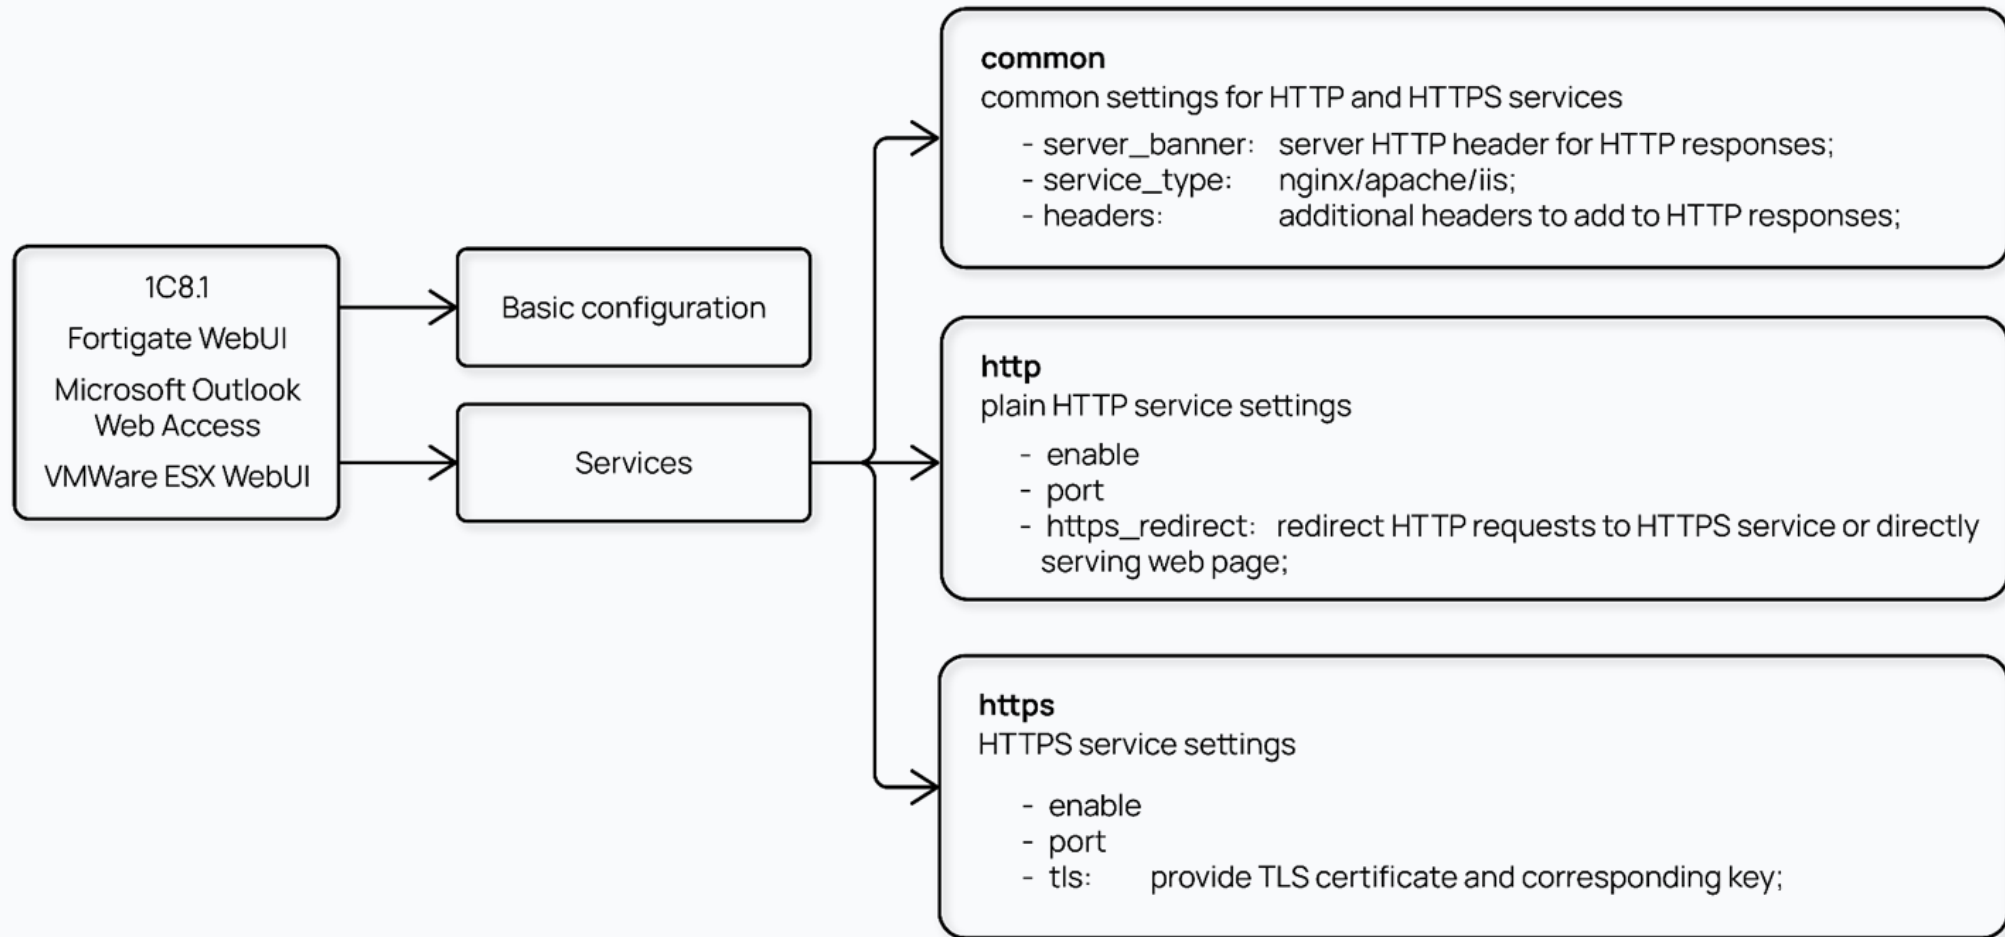 1C8.1
Fortigate WebUI
Microsoft Outlook
Web Access
VMWare ESX WebUI
Basic configuration
Services
common
common settings for HTTP and HTTPS services
- server_banner: server HTTP header for HTTP responses;
- service_type: nginx/apache/iis;
- headers: additional headers to add to HTTP responses;
http
plain HTTP service settings
- enable
- port
- https_redirect: redirect HTTP requests to HTTPS service or directly
serving web page;
https
HTTPS service settings
- enable
- port
- tls: provide TLS certificate and corresponding key;